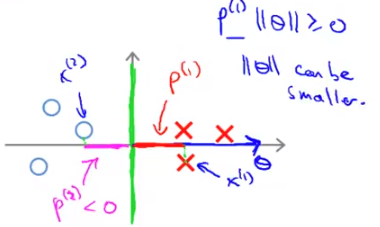 p⁽¹⁾ ||θ|| ≥ 0
||θ|| can be
smaller.
x⁽²⁾
p⁽¹⁾
θ
x⁽¹⁾
p⁽²⁾ < 0